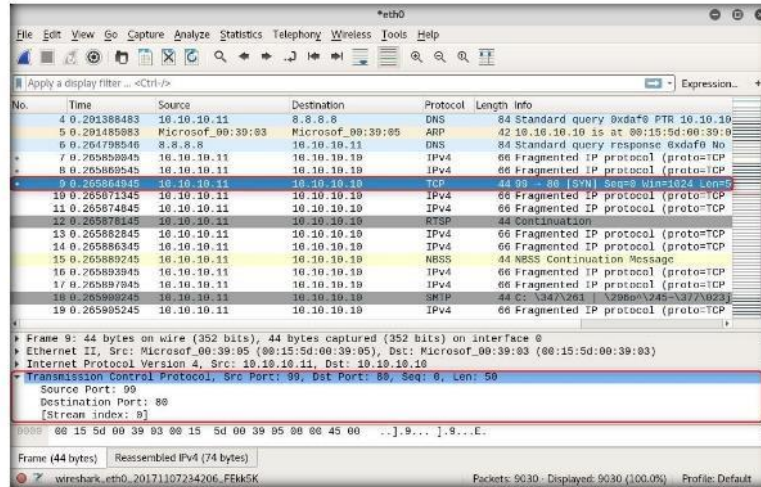 *eth0
File Edit View Go Capture Analyze Statistics Telephony Wireless Tools Help
Apply a display filter ... <Ctrl-/> Expression... +
No. Time Source Destination Protocol Length Info
4 0.201388483 10.10.10.11 8.8.8.8 DNS 84 Standard query 0xdaf0 PTR 10.10.10
5 0.201485083 Microsof_00:39:03 Microsof_00:39:05 ARP 42 10.10.10.11 is at 00:15:5d:00:39:0
6 0.264798546 8.8.8.8 10.10.10.11 DNS 84 Standard query response 0xdaf0 No
7 0.265850045 10.10.10.11 10.10.10.10 IPv4 66 Fragmented IP protocol (proto=TCP
8 0.265860545 10.10.10.11 10.10.10.10 IPv4 66 Fragmented IP protocol (proto=TCP
9 0.265864945 10.10.10.11 10.10.10.10 TCP 44 99 → 80 [SYN] Seq=0 Win=1024 Len=5
10 0.265871345 10.10.10.11 10.10.10.10 IPv4 66 Fragmented IP protocol (proto=TCP
11 0.265874845 10.10.10.11 10.10.10.10 IPv4 66 Fragmented IP protocol (proto=TCP
12 0.265878145 10.10.10.11 10.10.10.10 RTSP 44 Continuation
13 0.265882845 10.10.10.11 10.10.10.10 IPv4 66 Fragmented IP protocol (proto=TCP
14 0.265886345 10.10.10.11 10.10.10.10 IPv4 66 Fragmented IP protocol (proto=TCP
15 0.265889245 10.10.10.11 10.10.10.10 NBSS 44 NBSS Continuation Message
16 0.265893945 10.10.10.11 10.10.10.10 IPv4 66 Fragmented IP protocol (proto=TCP
17 0.265897045 10.10.10.11 10.10.10.10 IPv4 66 Fragmented IP protocol (proto=TCP
18 0.265900245 10.10.10.11 10.10.10.10 SMTP 44 C: \347\261 |
19 0.265905245 10.10.10.11 10.10.10.10 IPv4 66 Fragmented IP protocol (proto=TCP
Frame 9: 44 bytes on wire (352 bits), 44 bytes captured (352 bits) on interface 0
Ethernet II, Src: Microsof_00:39:05 (00:15:5d:00:39:05), Dst: Microsof_00:39:03 (00:15:5d:00:39:03)
Internet Protocol Version 4, Src: 10.10.10.11, Dst: 10.10.10.10
Transmission Control Protocol, Src Port: 99, Dst Port: 80, Seq: 0, Len: 50
Source Port: 99
Destination Port: 80
[Stream index: 0]
0000 00 15 5d 00 39 03 00 15 5d 00 39 05 08 00 45 00 ..].9... ].9...E.
Frame (44 bytes) Reassembled IPv4 (74 bytes)
wireshark_eth0_20171107234206_FEkk5K Packets: 9030 · Displayed: 9030 (100.0%) Profile: Default